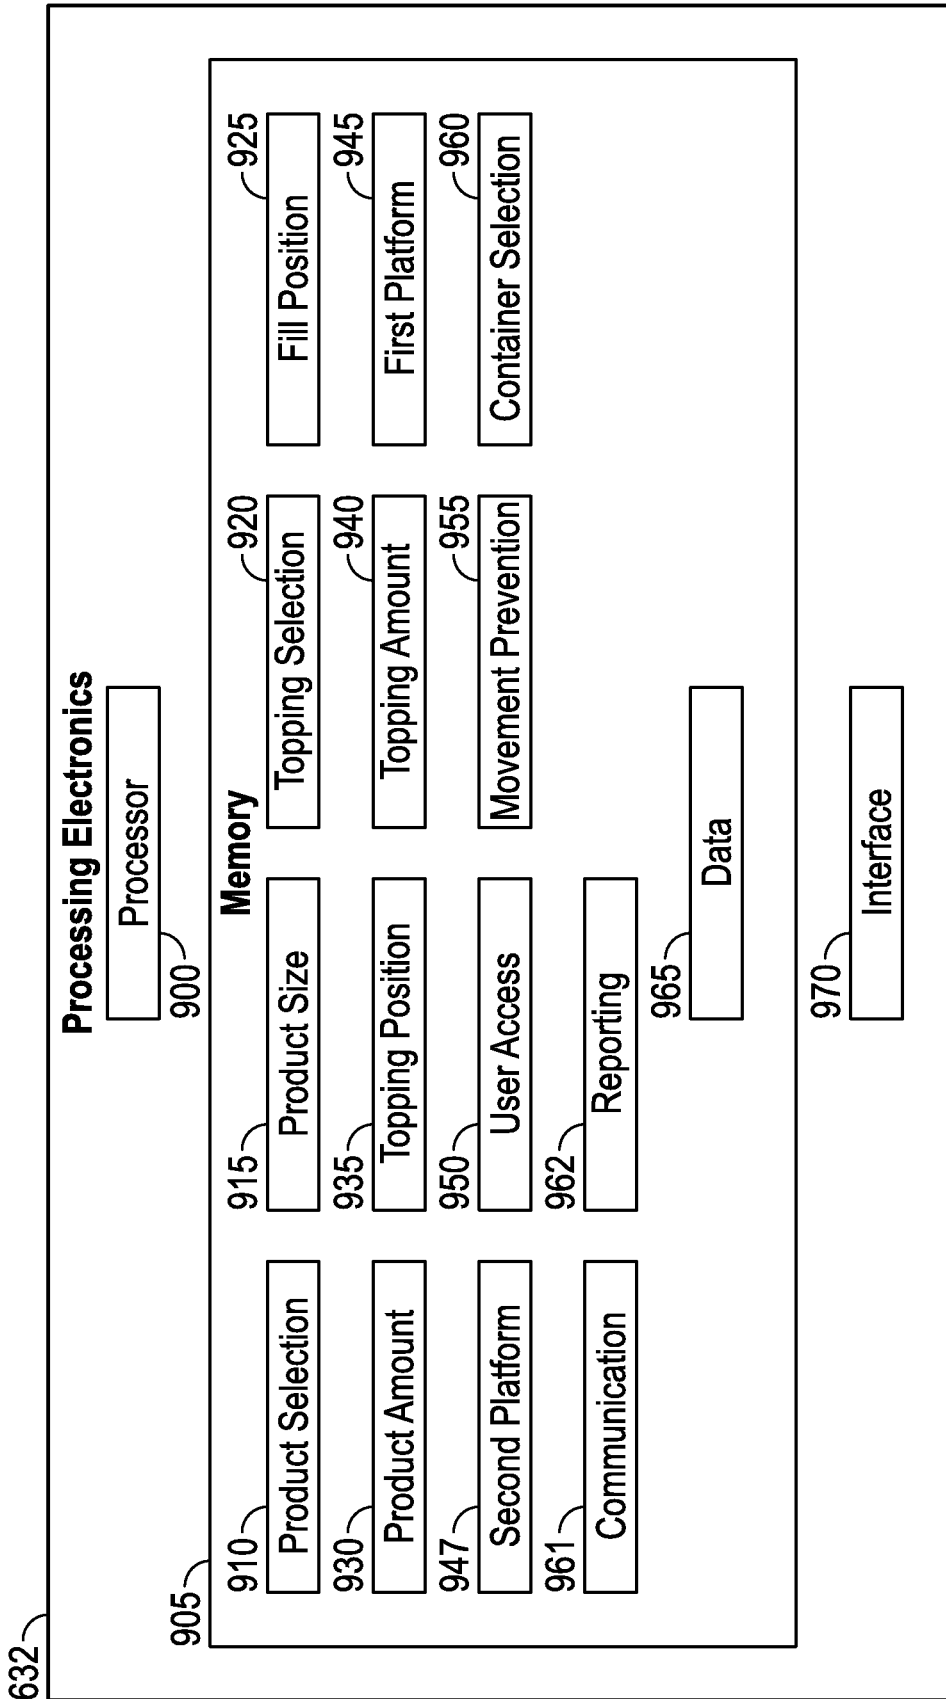 632
Processing Electronics
Processor
900
905
Memory
910
Product Selection
915
Product Size
920
Topping Selection
925
Fill Position
930
Product Amount
935
Topping Position
940
Topping Amount
945
First Platform
947
Second Platform
950
User Access
955
Movement Prevention
960
Container Selection
961
Communication
962
Reporting
965
Data
970
Interface